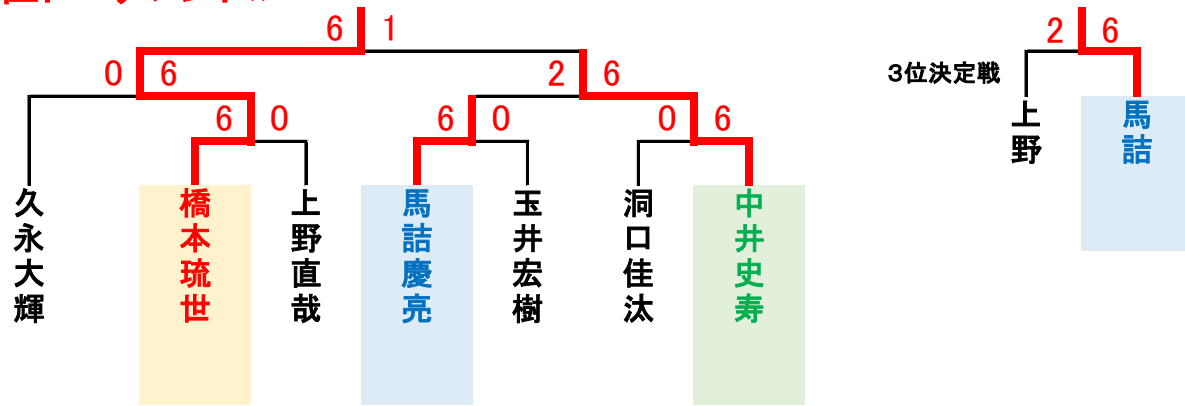 6 1
0 6
2 6
6 0
6 0
0 6
久永大輝
橋本琉世
上野直哉
馬詰慶亮
玉井宏樹
洞口佳汰
中井史寿
2 6
3位決定戦
上野
馬詰